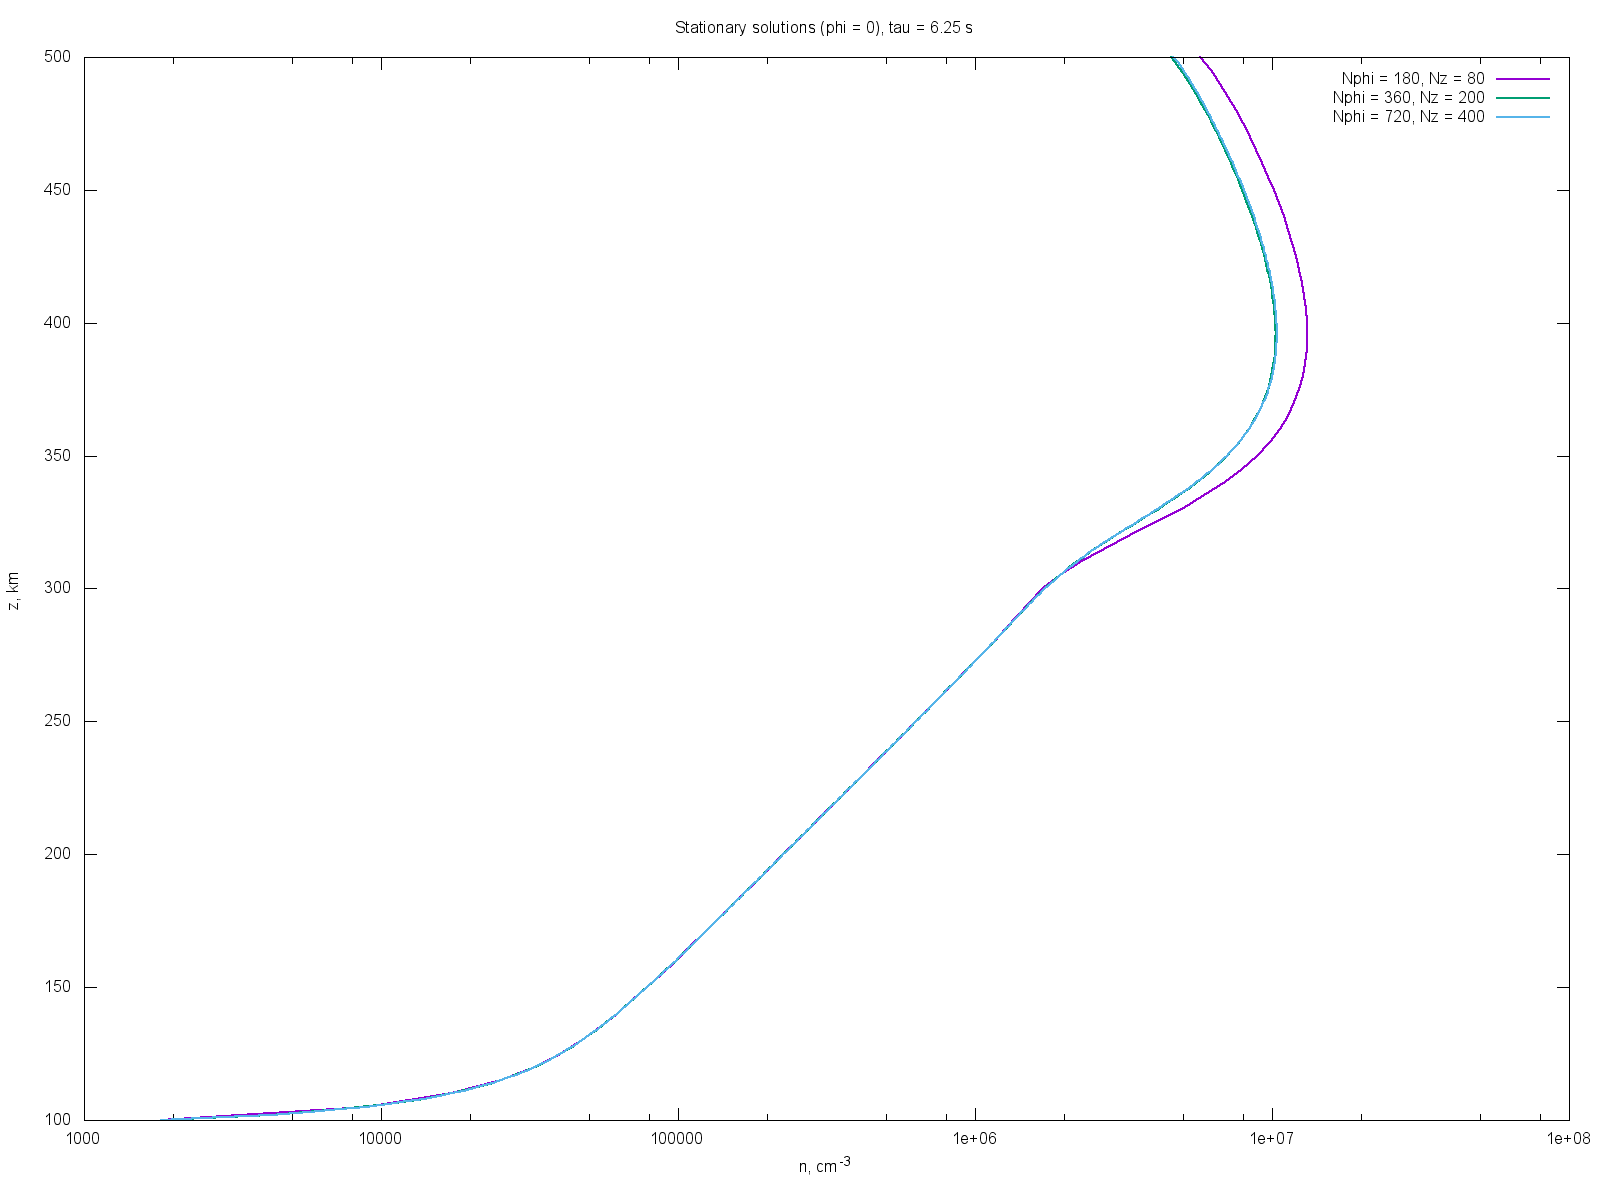 Stationary solutions (phi = 0), tau = 6.25 s
Nphi = 180, Nz = 80
Nphi = 360, Nz = 200
Nphi = 720, Nz = 400
500
450
400
350
300
250
200
150
100
z, km
1000 10000 100000 1e+06 1e+07 1e+08
n, cm-3